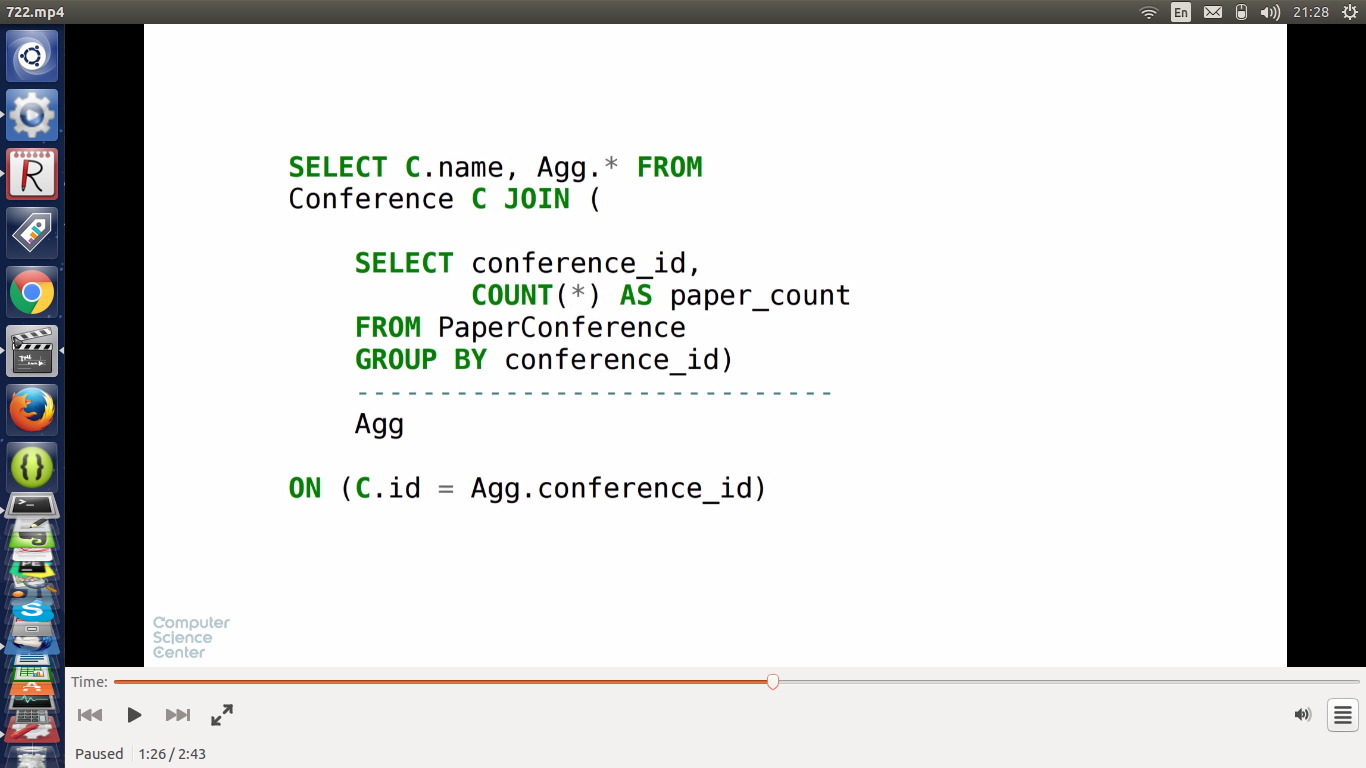 722.mp4
En
21:28
SELECT C.name, Agg.* FROM
Conference C JOIN (
SELECT conference_id,
COUNT(*) AS paper_count
FROM PaperConference
GROUP BY conference_id)
-----------------------------
Agg
ON (C.id = Agg.conference_id)
Computer
Science
Center
Time:
Paused
1:26 / 2:43